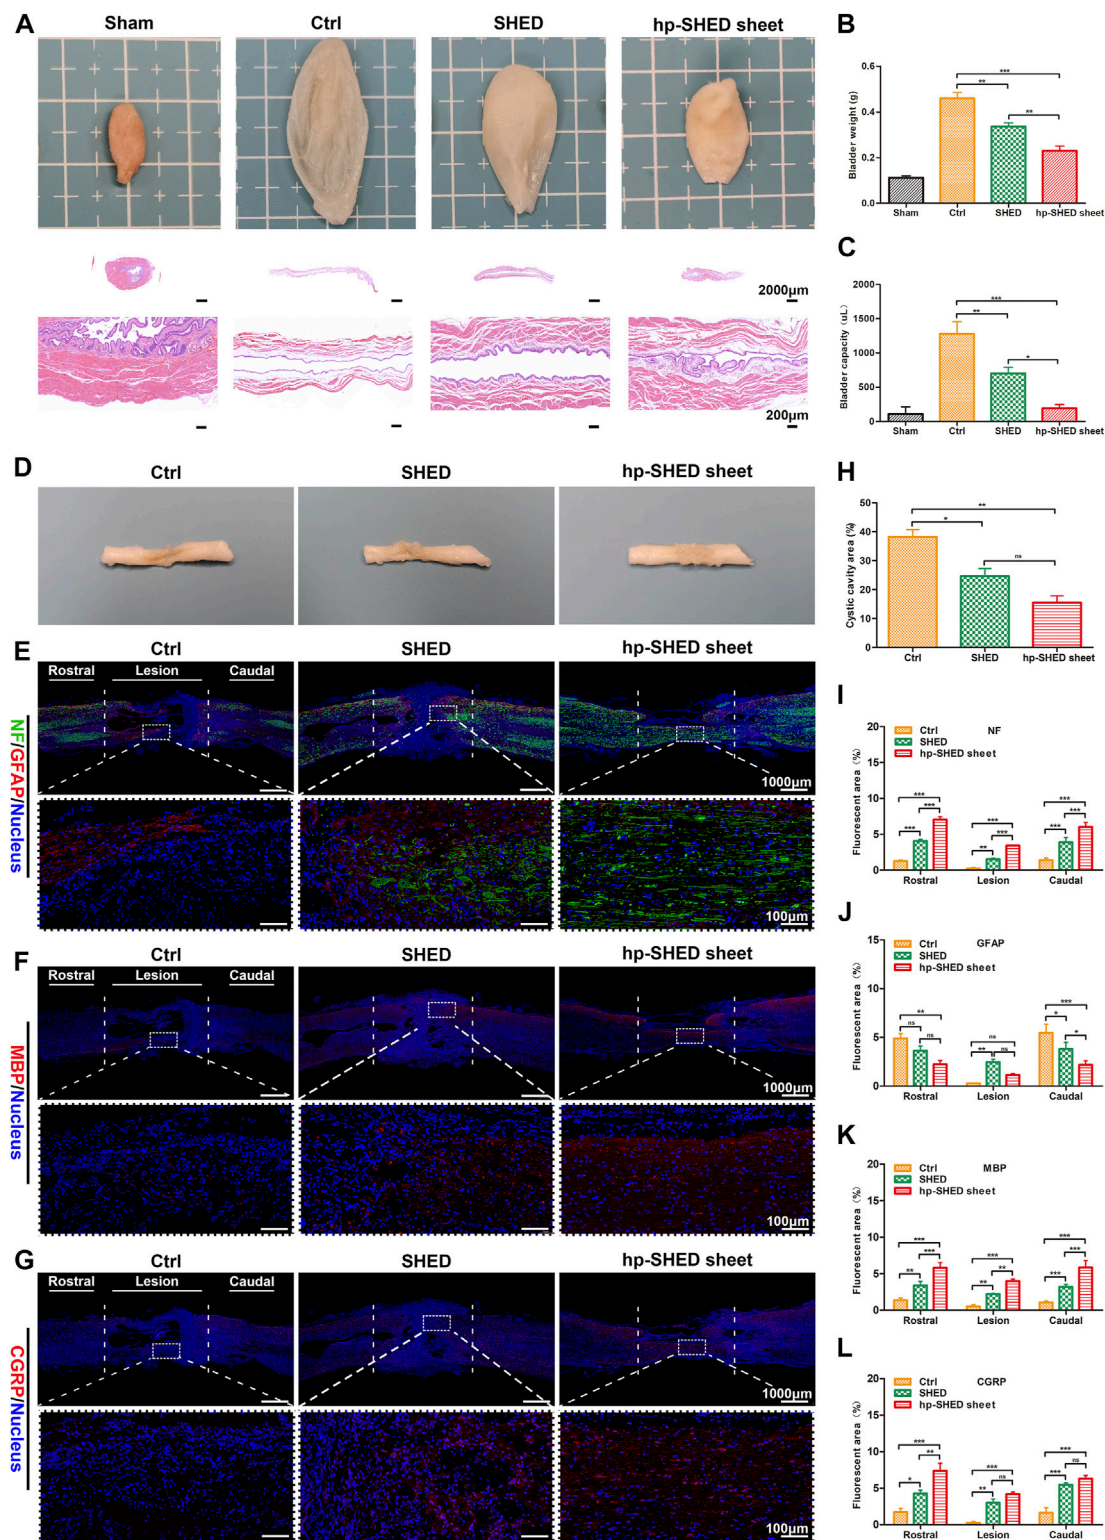 A
Sham
Ctrl
SHED
hp-SHED sheet
2000μm
200μm
B
Bladder weight (g)
0.6
0.4
0.2
0.0
***
**
**
Sham
Ctrl
SHED
hp-SHED sheet
C
Bladder capacity (uL)
2000
1500
1000
500
0
***
**
*
Sham
Ctrl
SHED
hp-SHED sheet
D
Ctrl
SHED
hp-SHED sheet
E
NF/GFAP/Nucleus
Ctrl
SHED
hp-SHED sheet
Rostral
Lesion
Caudal
1000μm
100μm
F
MBP/Nucleus
Ctrl
SHED
hp-SHED sheet
Rostral
Lesion
Caudal
1000μm
100μm
G
CGRP/Nucleus
Ctrl
SHED
hp-SHED sheet
Rostral
Lesion
Caudal
1000μm
100μm
H
Cystic cavity area (%)
50
40
30
20
10
0
**
*
ns
Ctrl
SHED
hp-SHED sheet
I
Fluorescent area (%)
20
15
10
5
0
Ctrl
NF
SHED
hp-SHED sheet
***
***
***
***
***
**
***
***
***
Rostral
Lesion
Caudal
J
Fluorescent area (%)
15
10
5
0
Ctrl
GFAP
SHED
hp-SHED sheet
**
ns
ns
ns
**
ns
***
*
*
Rostral
Lesion
Caudal
K
Fluorescent area (%)
20
15
10
5
0
Ctrl
MBP
SHED
hp-SHED sheet
***
***
**
***
**
**
***
***
***
Rostral
Lesion
Caudal
L
Fluorescent area (%)
20
15
10
5
0
Ctrl
CGRP
SHED
hp-SHED sheet
***
**
*
***
ns
**
***
ns
***
Rostral
Lesion
Caudal